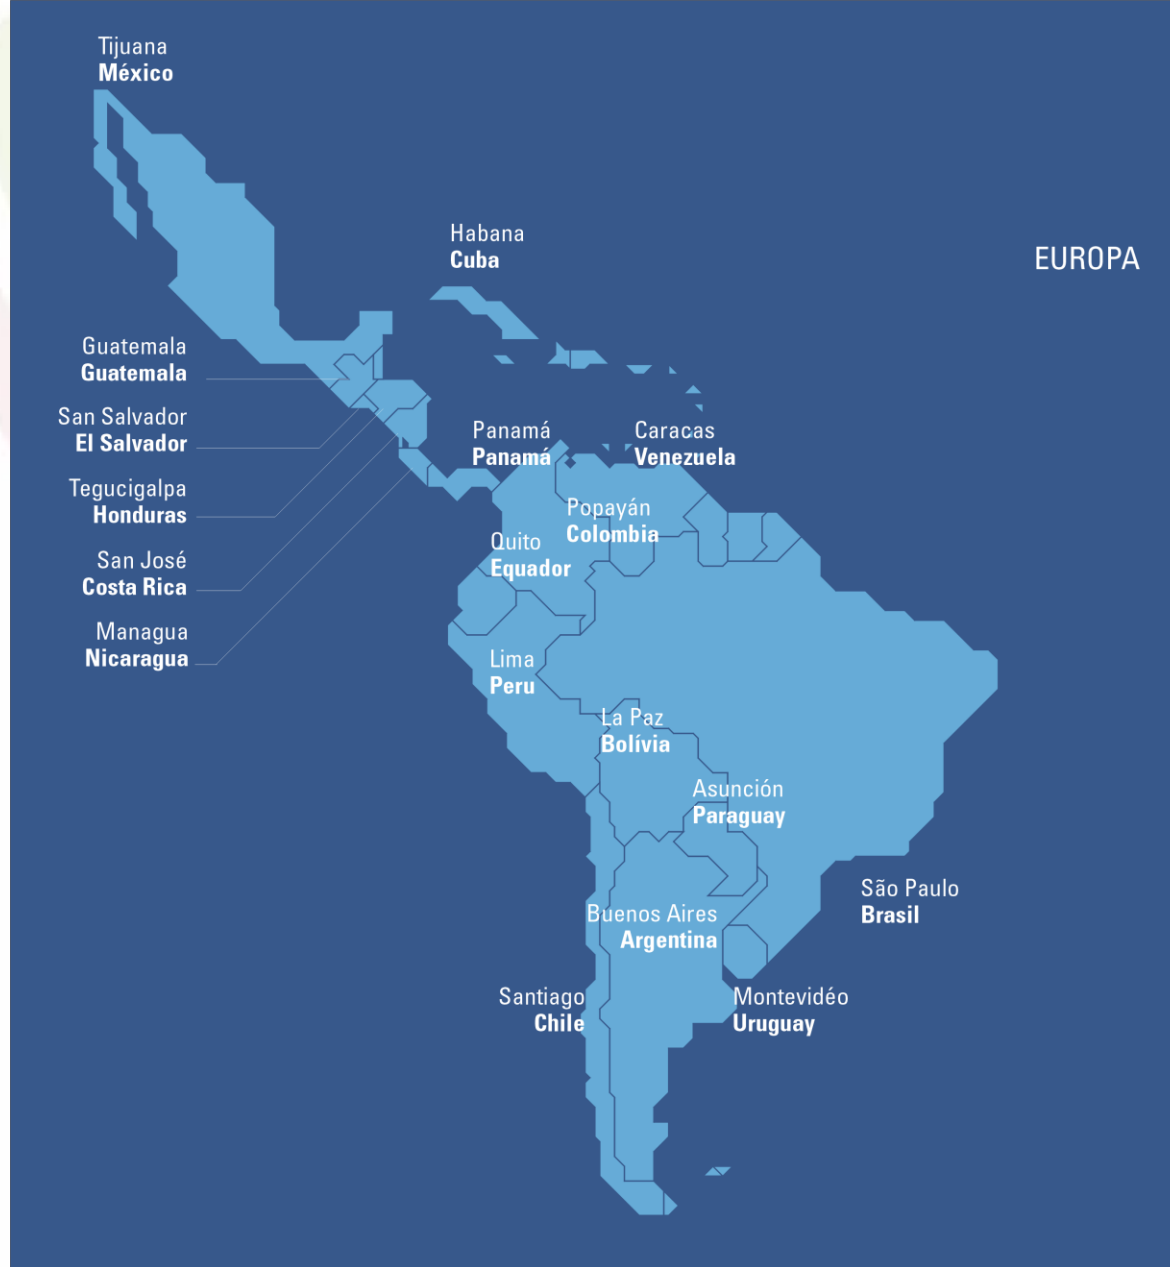 Tijuana
México
Habana
Cuba
EUROPA
Guatemala
Guatemala
San Salvador
El Salvador
Panamá
Panamá
Caracas
Venezuela
Tegucigalpa
Honduras
Popayán
Colombia
Quito
Equador
San José
Costa Rica
Managua
Nicaragua
Lima
Peru
La Paz
Bolívia
Asunción
Paraguay
São Paulo
Brasil
Buenos Aires
Argentina
Santiago
Chile
Montevidéo
Uruguay